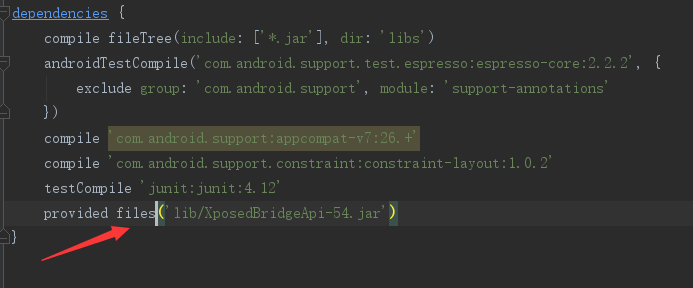 dependencies {
compile fileTree(include: ['*.jar'], dir: 'libs')
androidTestCompile('com.android.support.test.espresso:espresso-core:2.2.2', {
exclude group: 'com.android.support', module: 'support-annotations'
})
compile 'com.android.support:appcompat-v7:26.+'
compile 'com.android.support.constraint:constraint-layout:1.0.2'
testCompile 'junit:junit:4.12'
provided files('lib/XposedBridgeApi-54.jar')
}